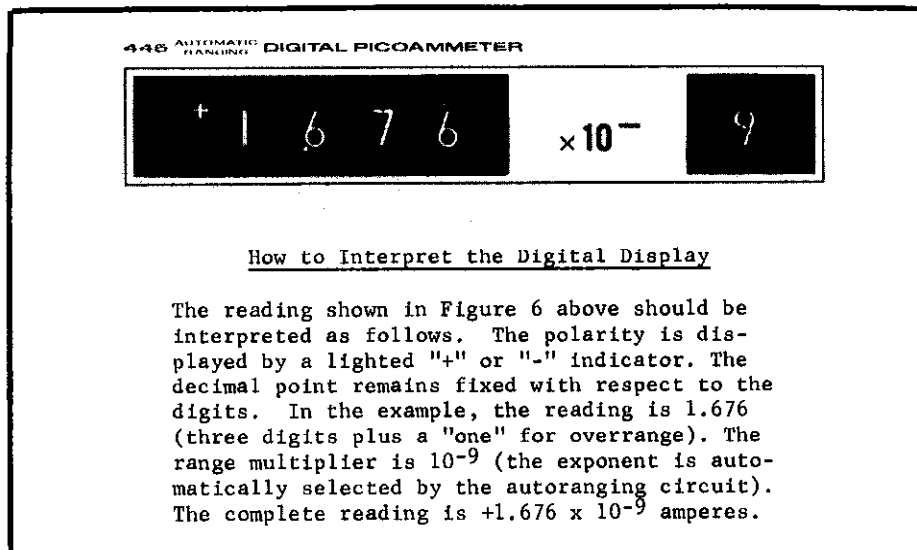 446 AUTOMATIC RANGING DIGITAL PICOAMMETER
+1.676 ×10⁻ 9
How to Interpret the Digital Display
The reading shown in Figure 6 above should be
interpreted as follows. The polarity is dis-
played by a lighted "+" or "-" indicator. The
decimal point remains fixed with respect to the
digits. In the example, the reading is 1.676
(three digits plus a "one" for overrange). The
range multiplier is 10⁻⁹ (the exponent is auto-
matically selected by the autoranging circuit).
The complete reading is +1.676 x 10⁻⁹ amperes.